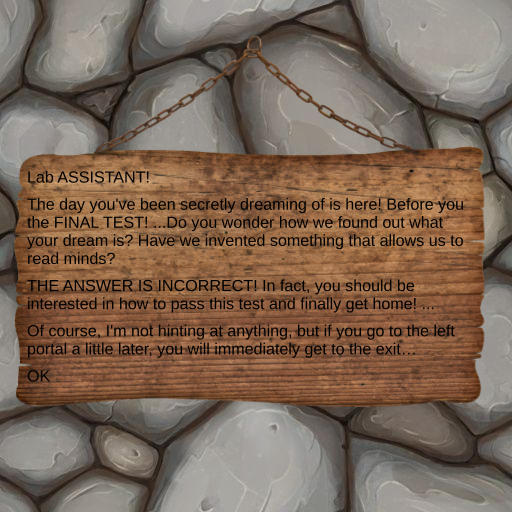 Lab ASSISTANT!
The day you've been secretly dreaming of is here! Before you
the FINAL TEST! ...Do you wonder how we found out what
your dream is? Have we invented something that allows us to
read minds?
THE ANSWER IS INCORRECT! In fact, you should be
interested in how to pass this test and finally get home! ...
Of course, I'm not hinting at anything, but if you go to the left
portal a little later, you will immediately get to the exit...
OK